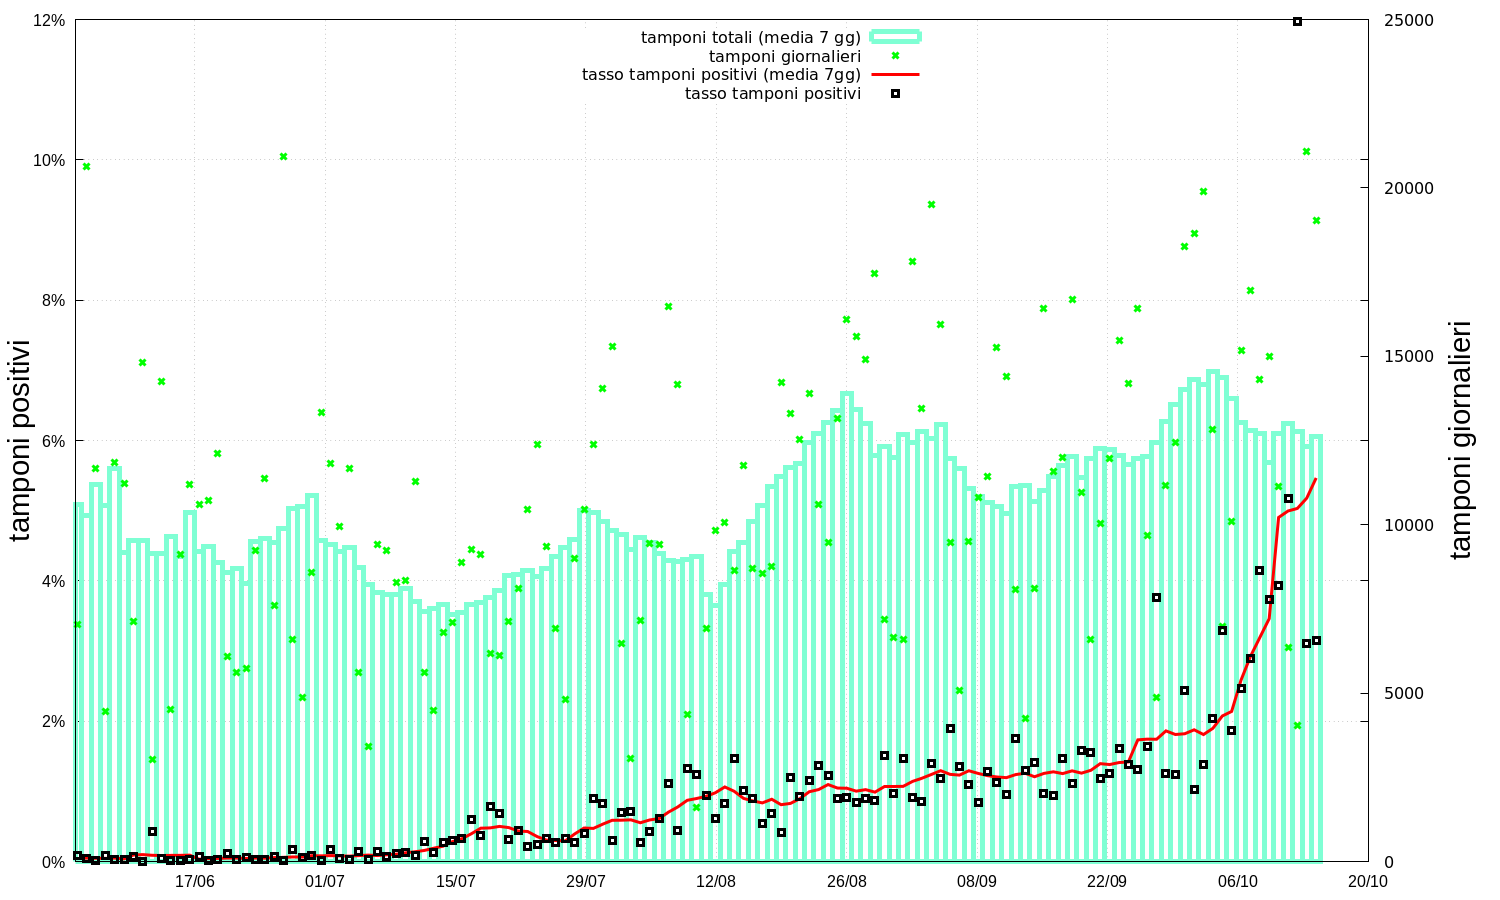 tamponi totali (media 7 gg)
tamponi giornalieri
tasso tamponi positivi (media 7gg)
tasso tamponi positivi
12%
10%
8%
6%
4%
2%
0%
tamponi positivi
25000
20000
15000
10000
5000
0
tamponi giornalieri
17/06 01/07 15/07 29/07 12/08 26/08 08/09 22/09 06/10 20/10